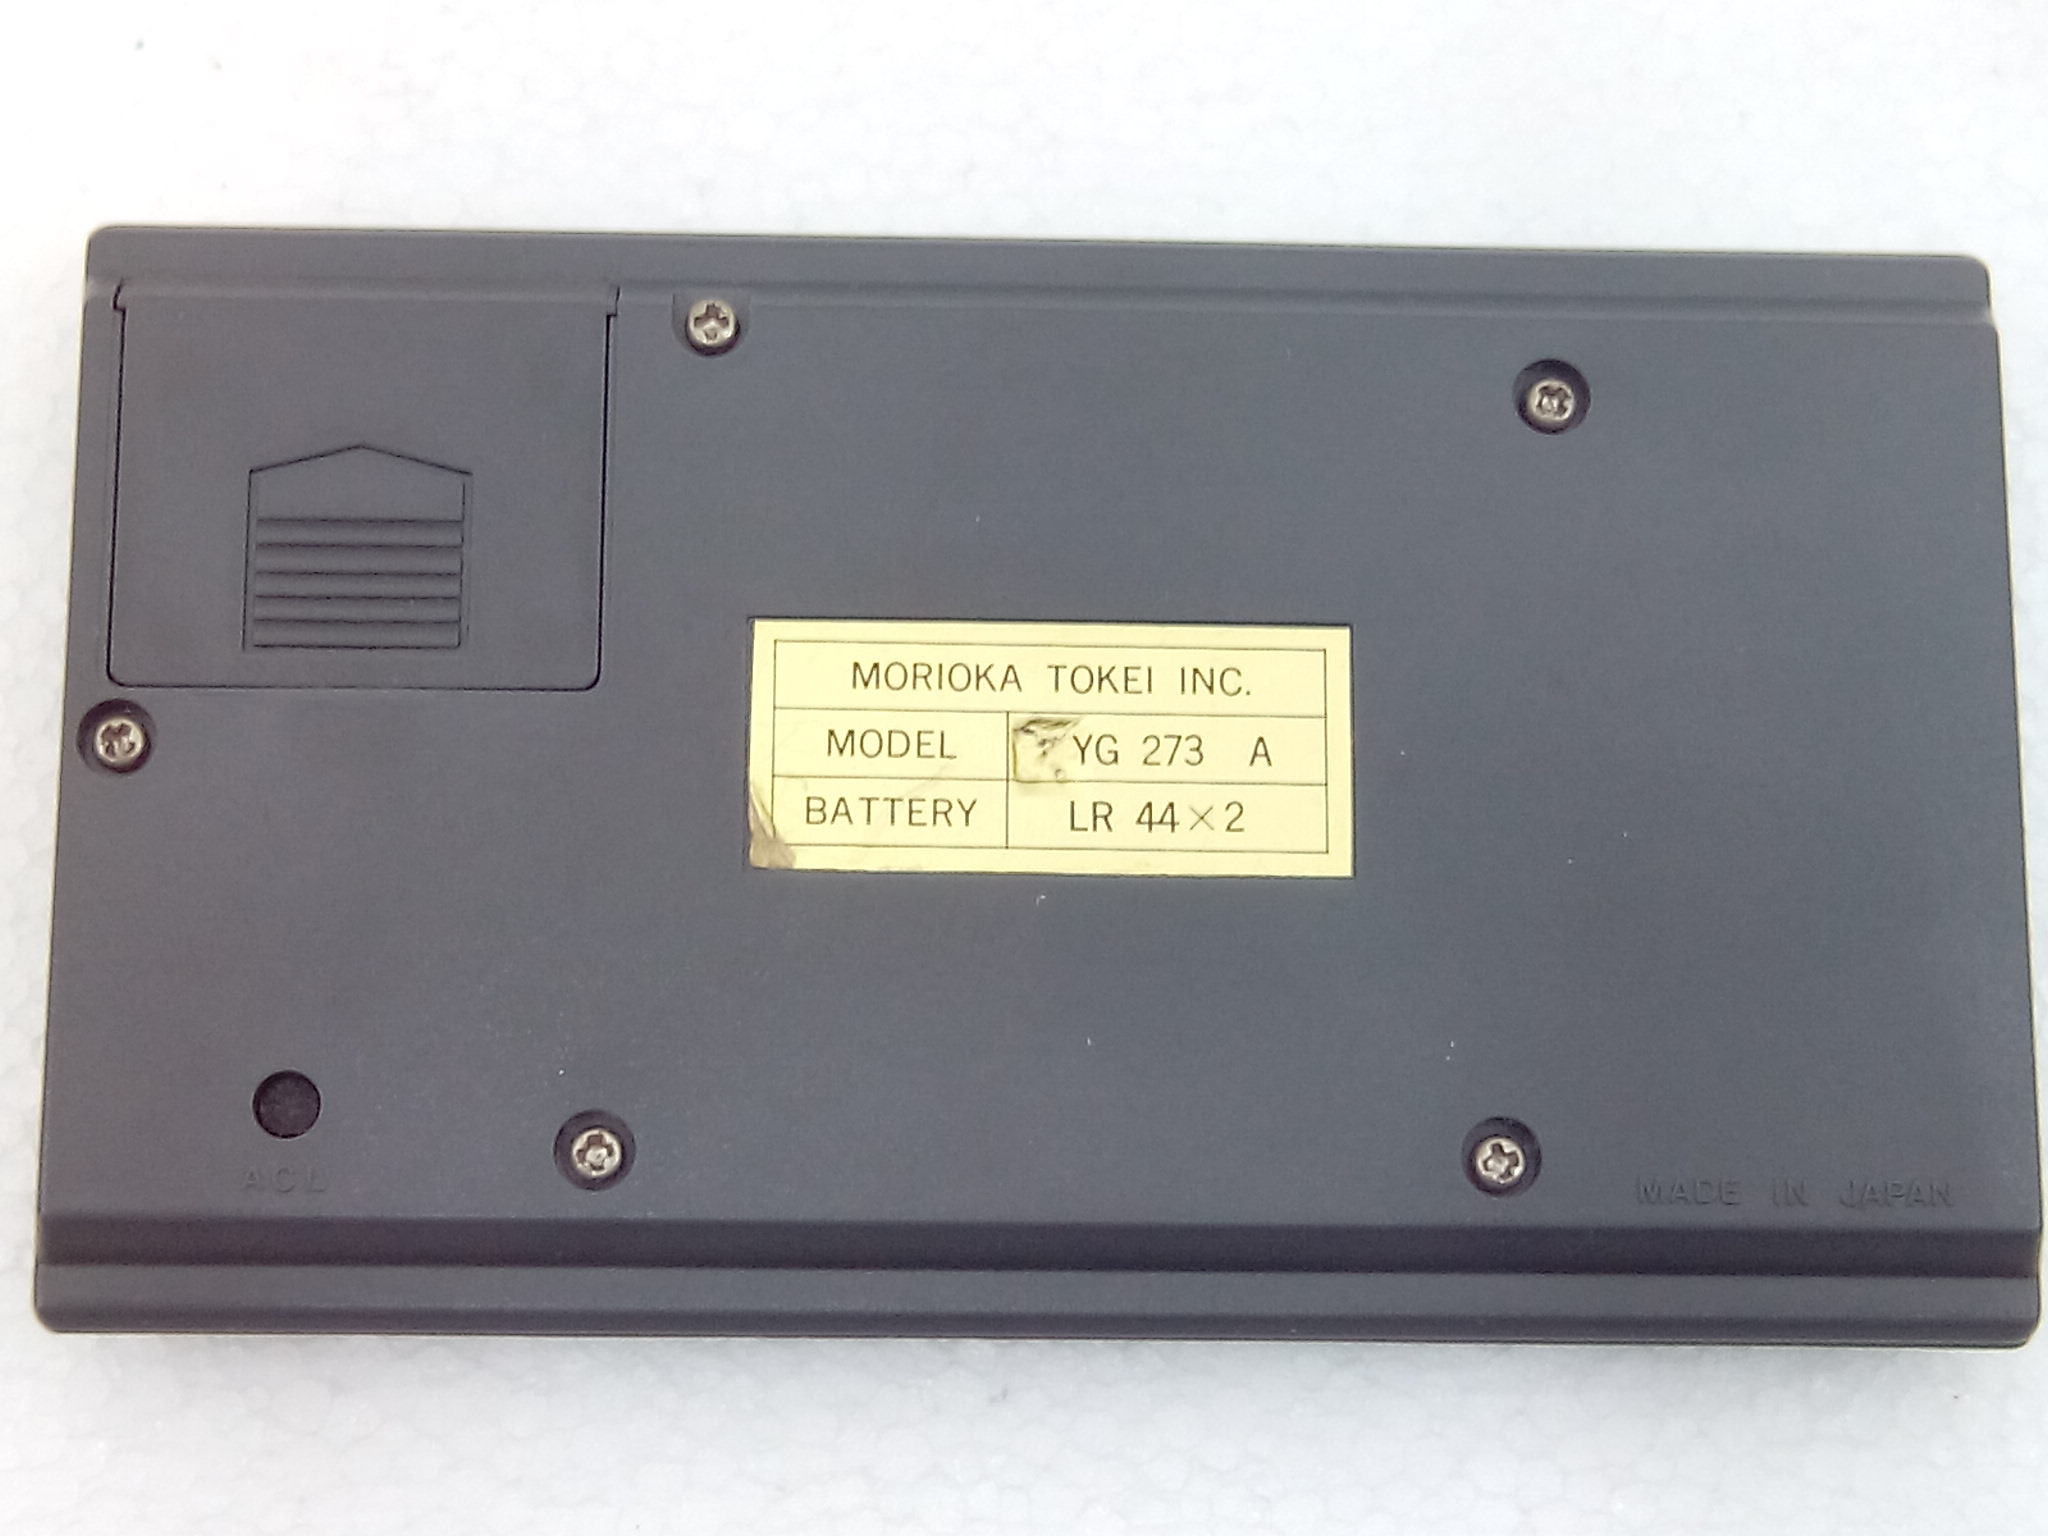 MORIOKA TOKEI INC.
MODEL YG 273 A
BATTERY LR 44×2
ACL
MADE IN JAPAN